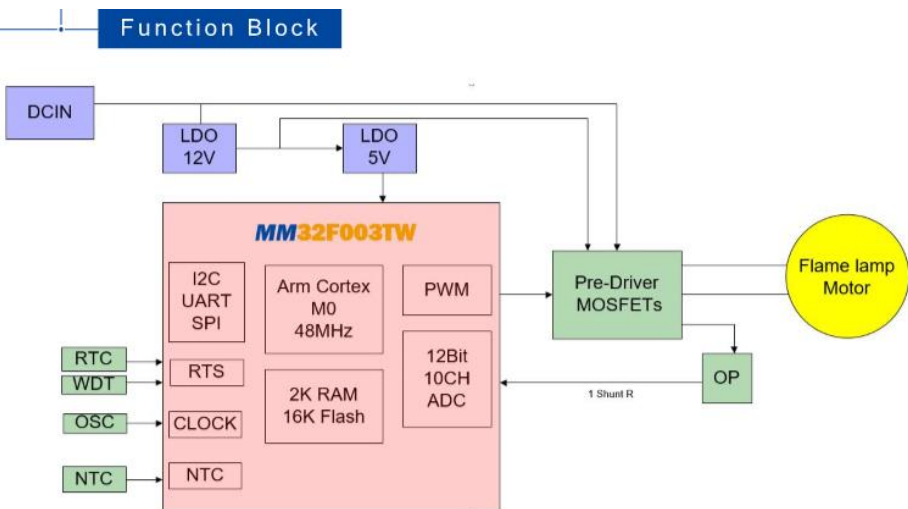 Function Block
DCIN
LDO
12V
LDO
5V
MM32F003TW
I2C
UART
SPI
Arm Cortex
M0
48MHz
PWM
Pre-Driver
MOSFETs
Flame lamp
Motor
RTC
WDT
RTS
2K RAM
16K Flash
12Bit
10CH
ADC
OP
1 Shunt R
OSC
CLOCK
NTC
NTC